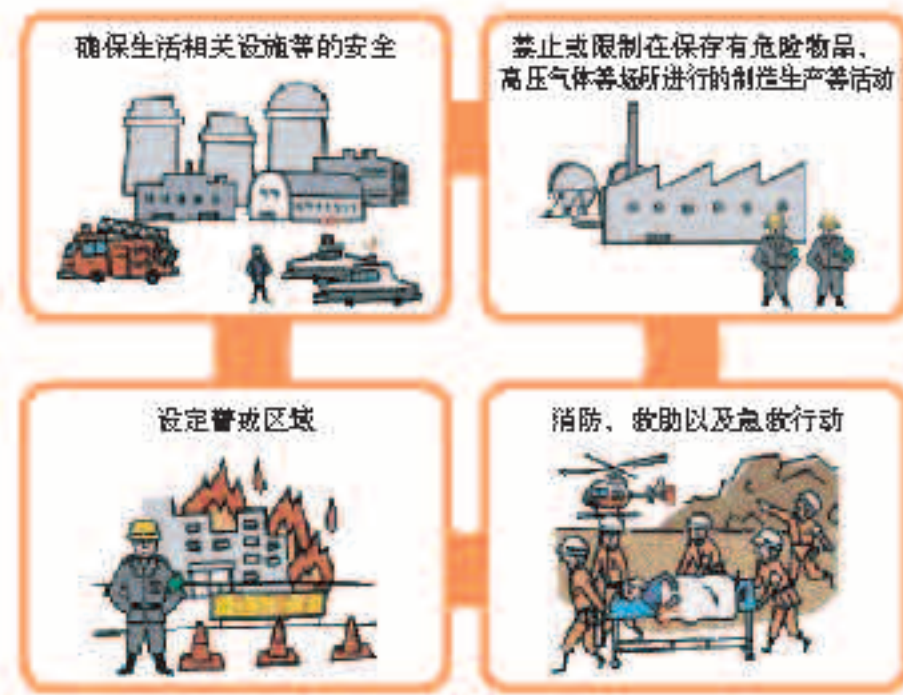 确保生活相关设施等的安全
禁止或限制在保存有危险物品、
高压气体等场所进行的制造生产等活动
设定警戒区域
消防、救助以及急救行动